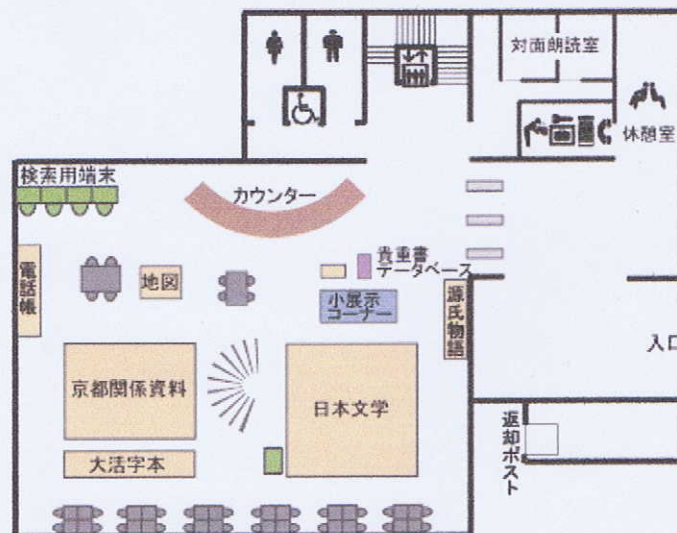 対面朗読室
休憩室
検索用端末
カウンター
貴重書
データベース
電話帳
地図
小展示
コーナー
源氏物語
入口
京都関係資料
日本文学
大活字本
返却ポスト